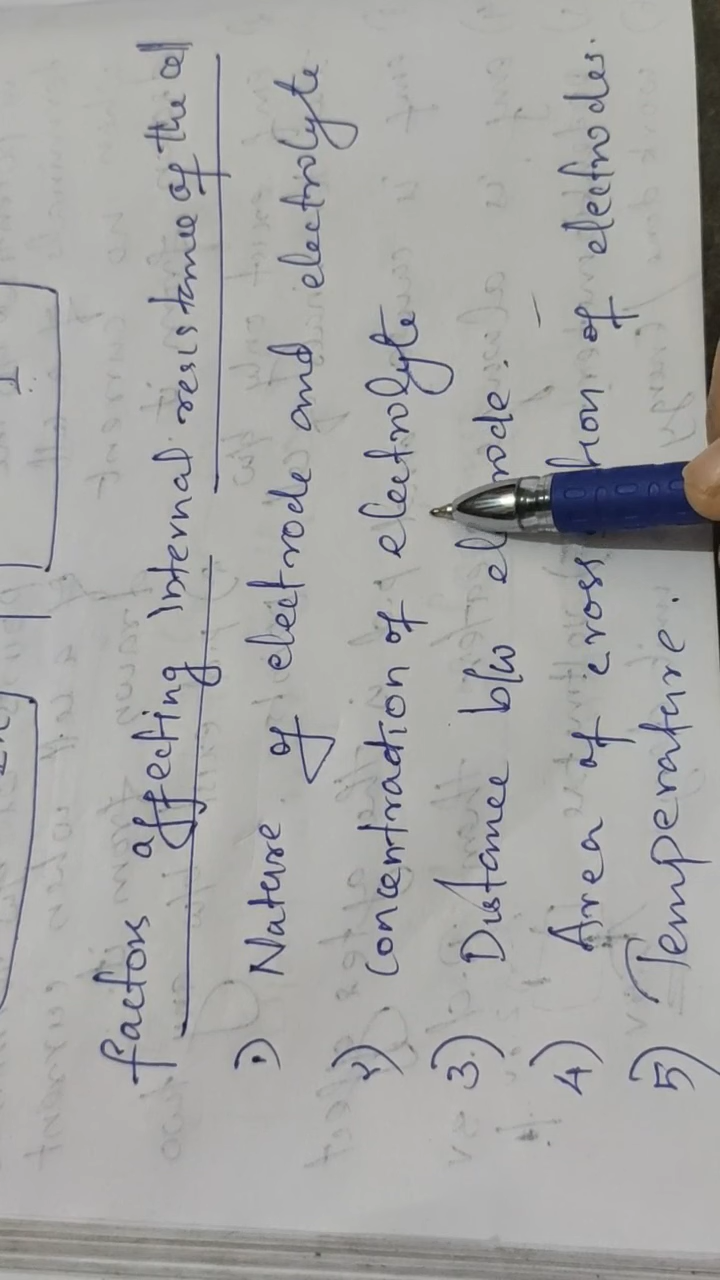 factors affecting internal resistance of the cell
1) Nature of electrode and electrolyte
2) concentration of electrolyte
3) Distance b/w electrode.
4) Area of cross of electrodes.
5) Temperature.